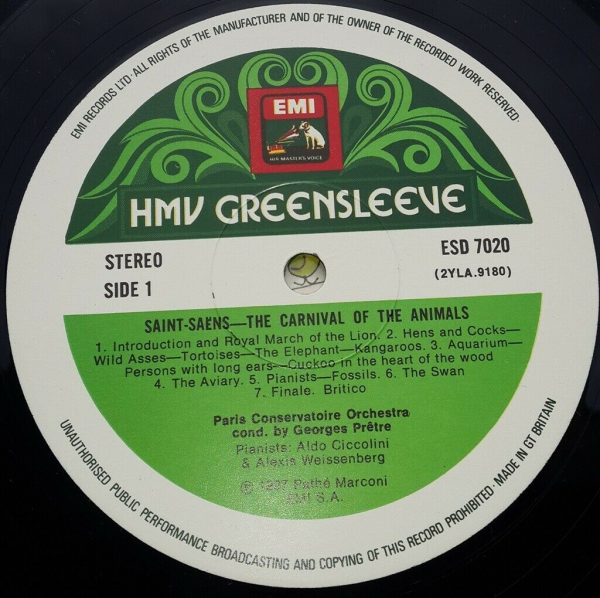 EMI RECORDS LTD·ALL RIGHTS OF THE MANUFACTURER AND OF THE OWNER OF THE RECORDED WORK RESERVED·
EMI
HIS MASTER'S VOICE
HMV GREENSLEEVE
STEREO
SIDE 1
ESD 7020
(2YLA.9180)
SAINT-SAENS—THE CARNIVAL OF THE ANIMALS
1. Introduction and Royal March of the Lion. 2. Hens and Cocks—
Wild Asses—Tortoises—The Elephant—Kangaroos. 3. Aquarium—
Persons with long ears—Cuckoo in the heart of the wood
4. The Aviary. 5. Pianists—Fossils. 6. The Swan
7. Finale. Britico
Paris Conservatoire Orchestra
cond. by Georges Prêtre
Pianists: Aldo Ciccolini
& Alexis Weissenberg
Pathé Marconi
EMI S.A.
UNAUTHORISED PUBLIC PERFORMANCE BROADCASTING AND COPYING OF THIS RECORD PROHIBITED·MADE IN GT BRITAIN